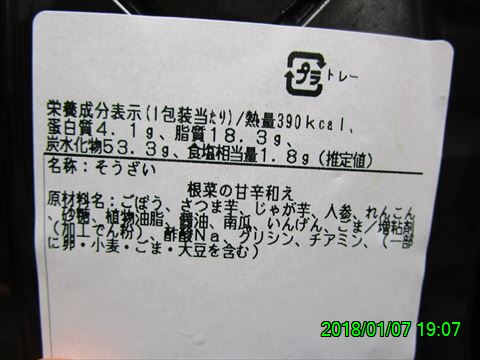 プラ トレー
栄養成分表示(1包装当たり)/熱量390kcal、
蛋白質4.1g、脂質18.3g、
炭水化物53.3g、食塩相当量1.8g(推定値)
名称:そうざい
根菜の甘辛和え
原材料名:ごぼう、さつま芋、じゃが芋、人参、れんこん
、砂糖、植物油脂、醤油、南瓜、いんげん、ごま/増粘剤
(加工でん粉)、酢酸Na、グリシン、チアミン、(一部
に卵・小麦・ごま・大豆を含む)
2018/01/07 19:07